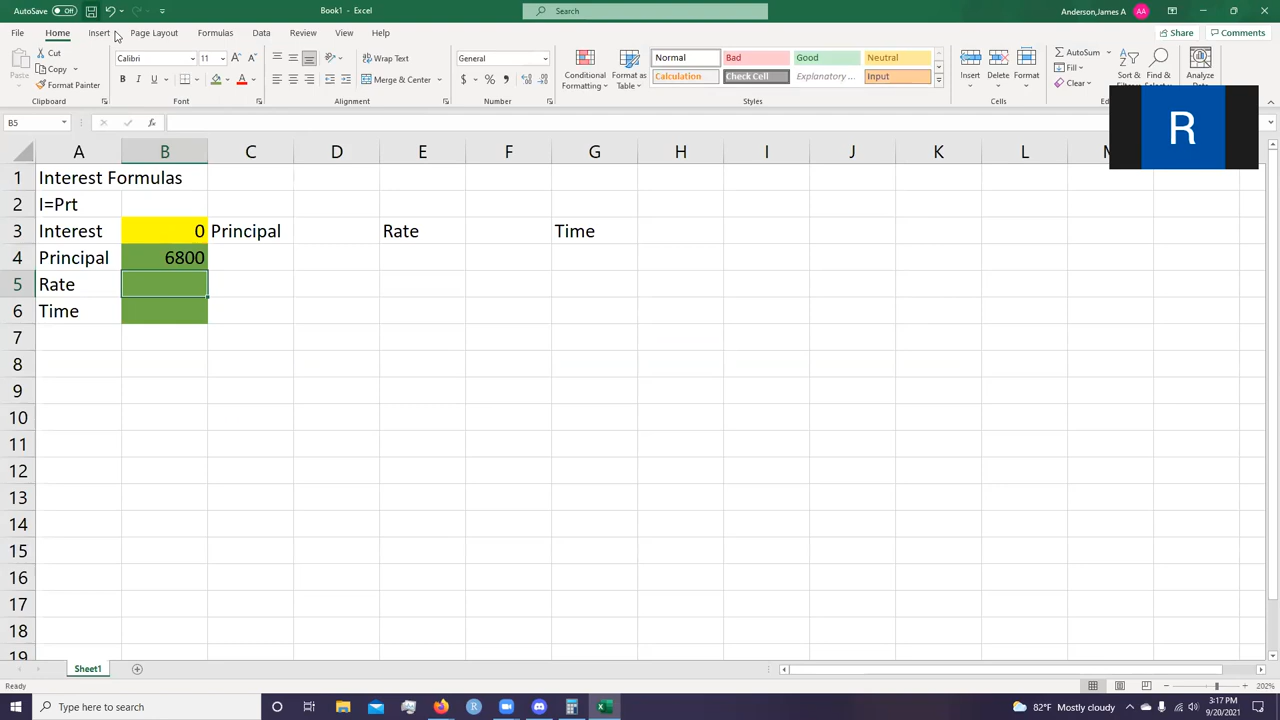 AutoSave Off Book1 - Excel Search Anderson,James A AA
File Home Insert Page Layout Formulas Data Review View Help Share Comments
Paste Cut Copy Format Painter Clipboard
Calibri 11 B I U Font
Wrap Text Merge & Center Alignment
General $ % Number
Conditional Formatting Format as Table
Normal Bad Good Neutral
Calculation Check Cell Explanatory ... Input
Styles
Insert Delete Format Cells
AutoSum Fill Clear
Sort & Find & Analyze Data
R
B5 fx
A B C D E F G H I J K L
1 Interest Formulas
2 I=Prt
3 Interest 0 Principal Rate Time
4 Principal 6800
5 Rate
6 Time
7
8
9
10
11
12
13
14
15
16
17
18
19
Sheet1
Ready 202%
Type here to search 82°F Mostly cloudy 3:17 PM
9/20/2021